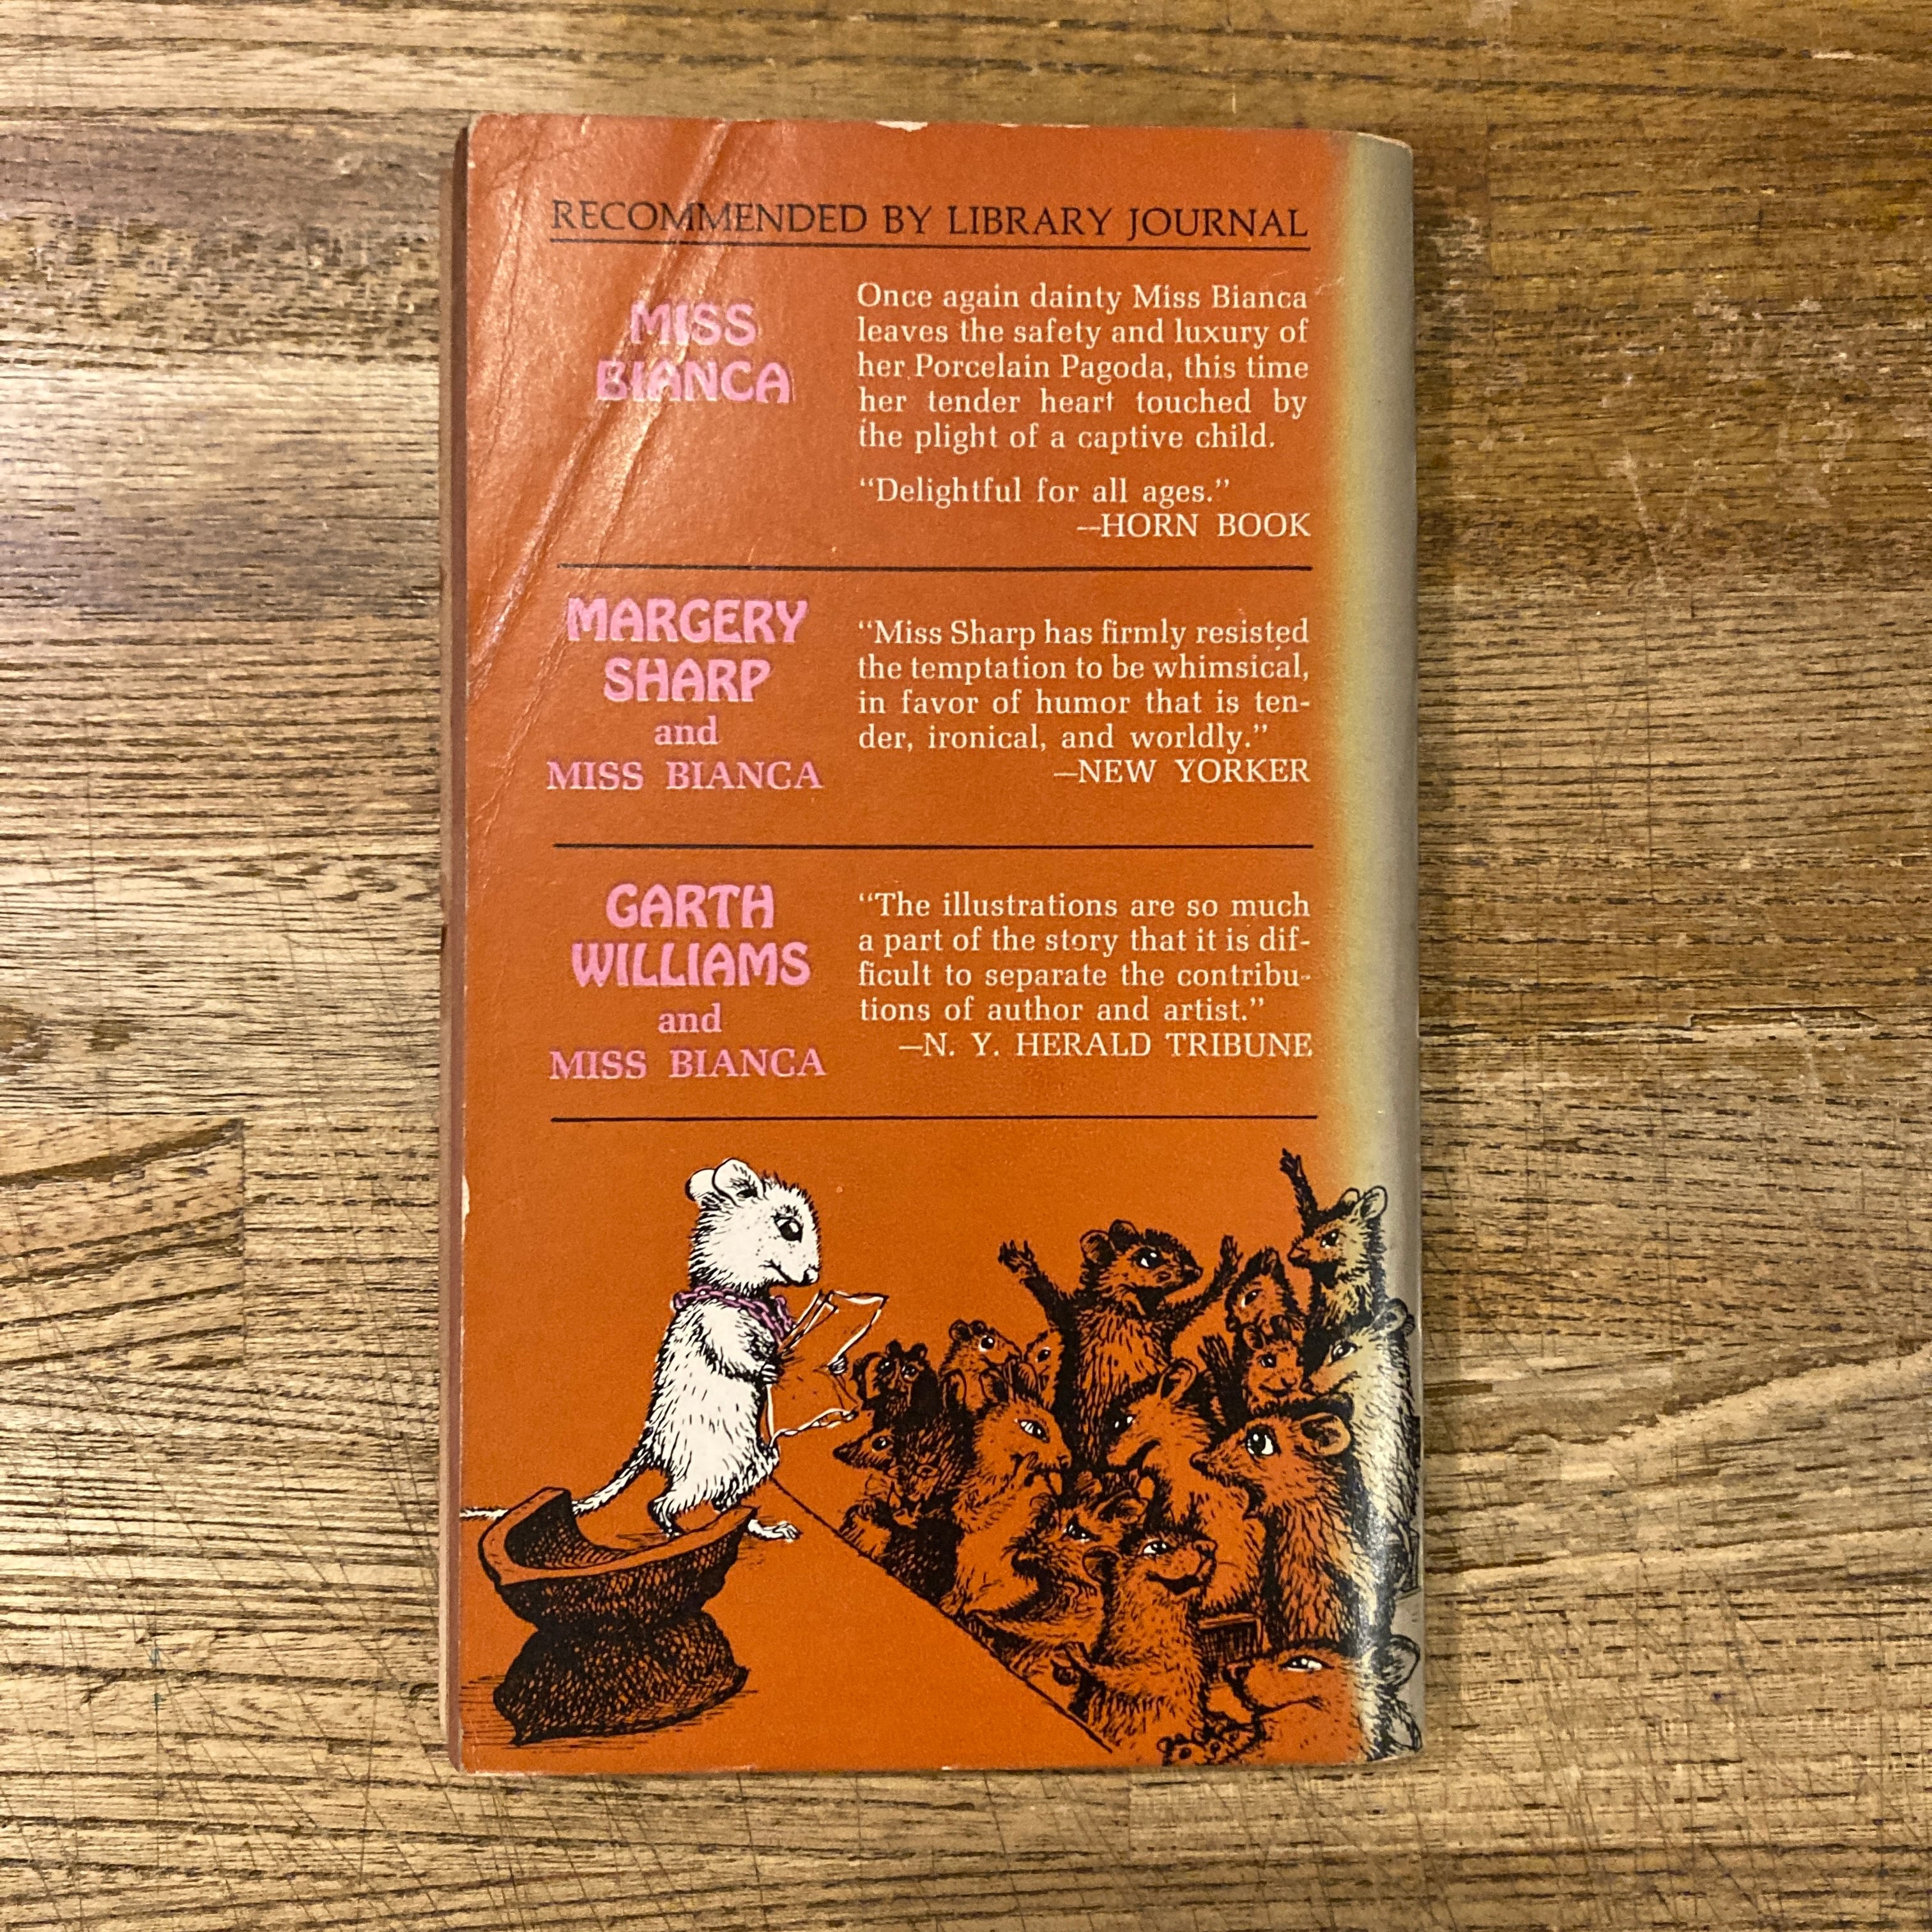 RECOMMENDED BY LIBRARY JOURNAL
MISS
BIANCA
Once again dainty Miss Bianca
leaves the safety and luxury of
her Porcelain Pagoda, this time
her tender heart touched by
the plight of a captive child.
"Delightful for all ages."
—HORN BOOK
MARGERY
SHARP
and
MISS BIANCA
"Miss Sharp has firmly resisted
the temptation to be whimsical,
in favor of humor that is ten-
der, ironical, and worldly."
—NEW YORKER
GARTH
WILLIAMS
and
MISS BIANCA
"The illustrations are so much
a part of the story that it is dif-
ficult to separate the contribu-
tions of author and artist."
—N. Y. HERALD TRIBUNE